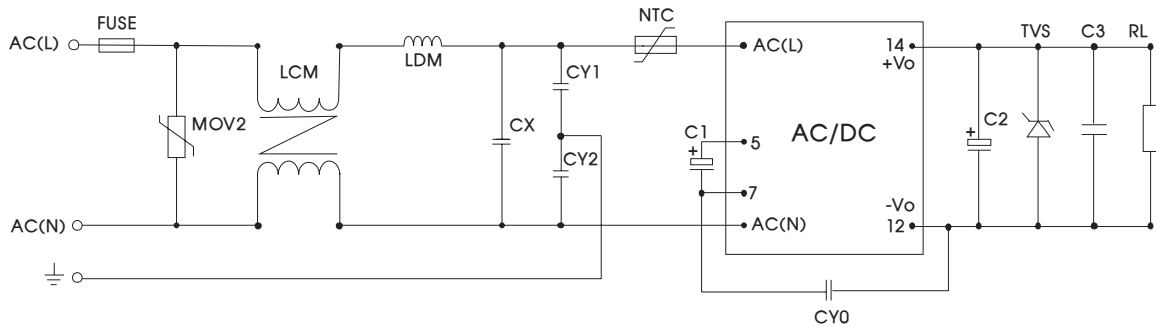 FUSE
AC(L)
LCM
LDM
NTC
AC(L)
14
+Vo
TVS
C3
RL
CY1
MOV2
CX
C1
+
5
AC/DC
C2
+
CY2
7
-Vo
AC(N)
AC(N)
12
CY0